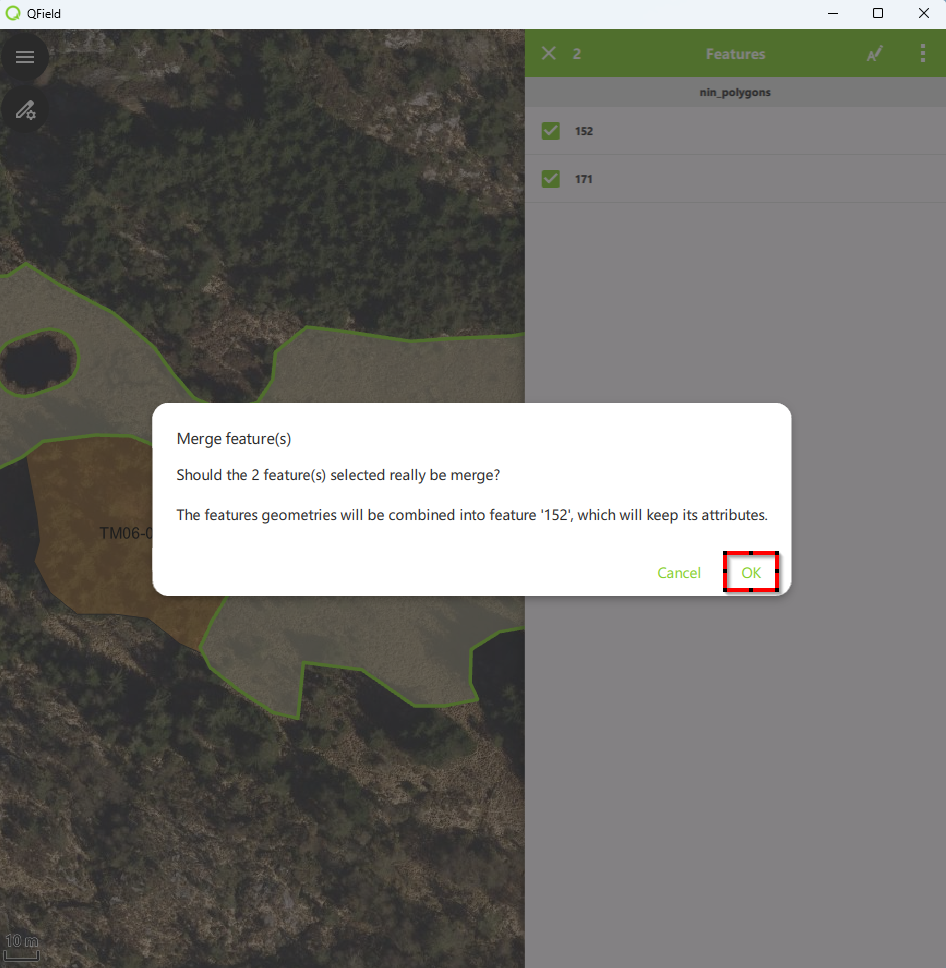 QField
2
Features
nin_polygons
152
171
Merge feature(s)
Should the 2 feature(s) selected really be merge?
The features geometries will be combined into feature '152', which will keep its attributes.
TM06-0
Cancel
OK
10 m